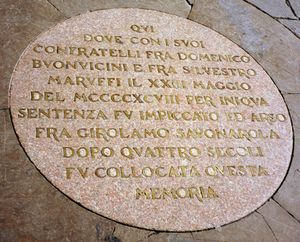 QVI
DOVE CON I SVOI
CONFRATELLI FRA DOMENICO
BVONVICINI E FRA SILVESTRO
MARVFFI IL XXIII MAGGIO
DEL MCCCCXCVIII PER INIQVA
SENTENZA FV IMPICCATO ED ARSO
FRA GIROLAMO SAVONAROLA
DOPO QVATTRO SECOLI
FV COLLOCATA QVESTA
MEMORIA